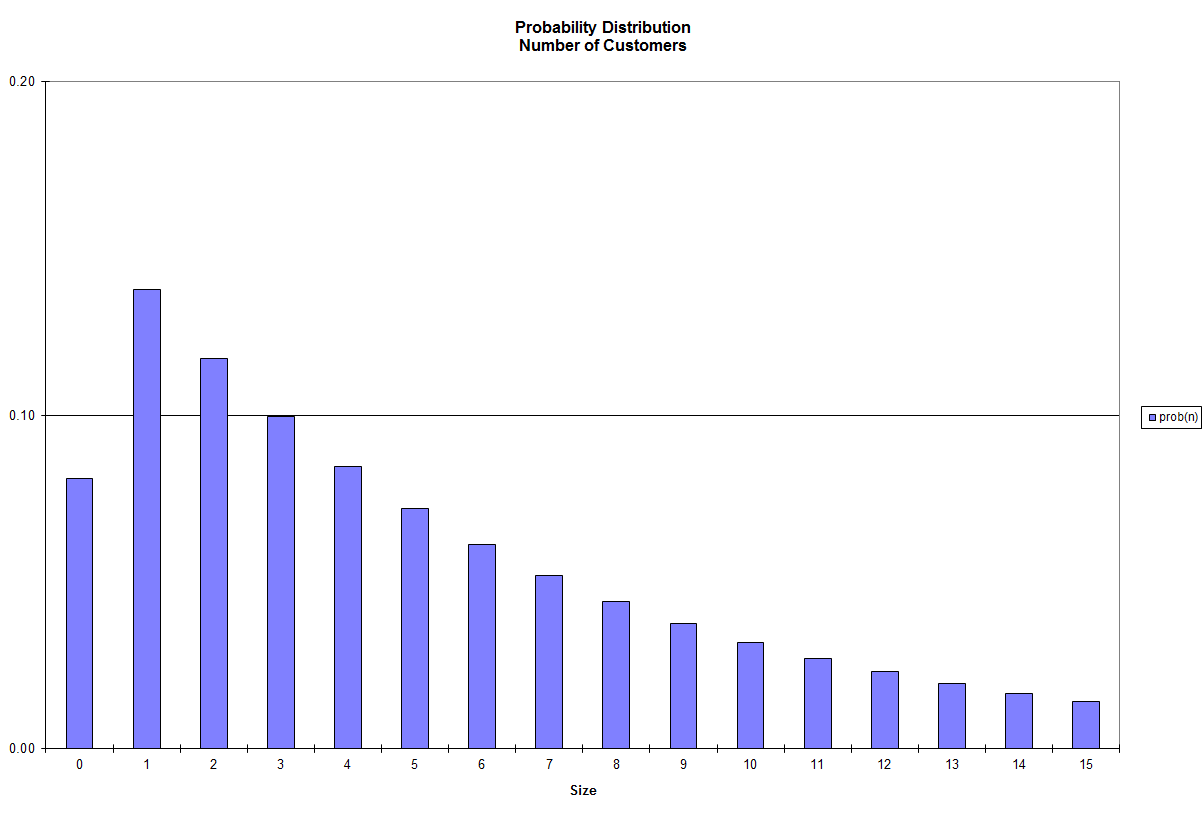 Probability Distribution
Number of Customers
0.20
0.10
0.00
prob(n)
0 1 2 3 4 5 6 7 8 9 10 11 12 13 14 15
Size